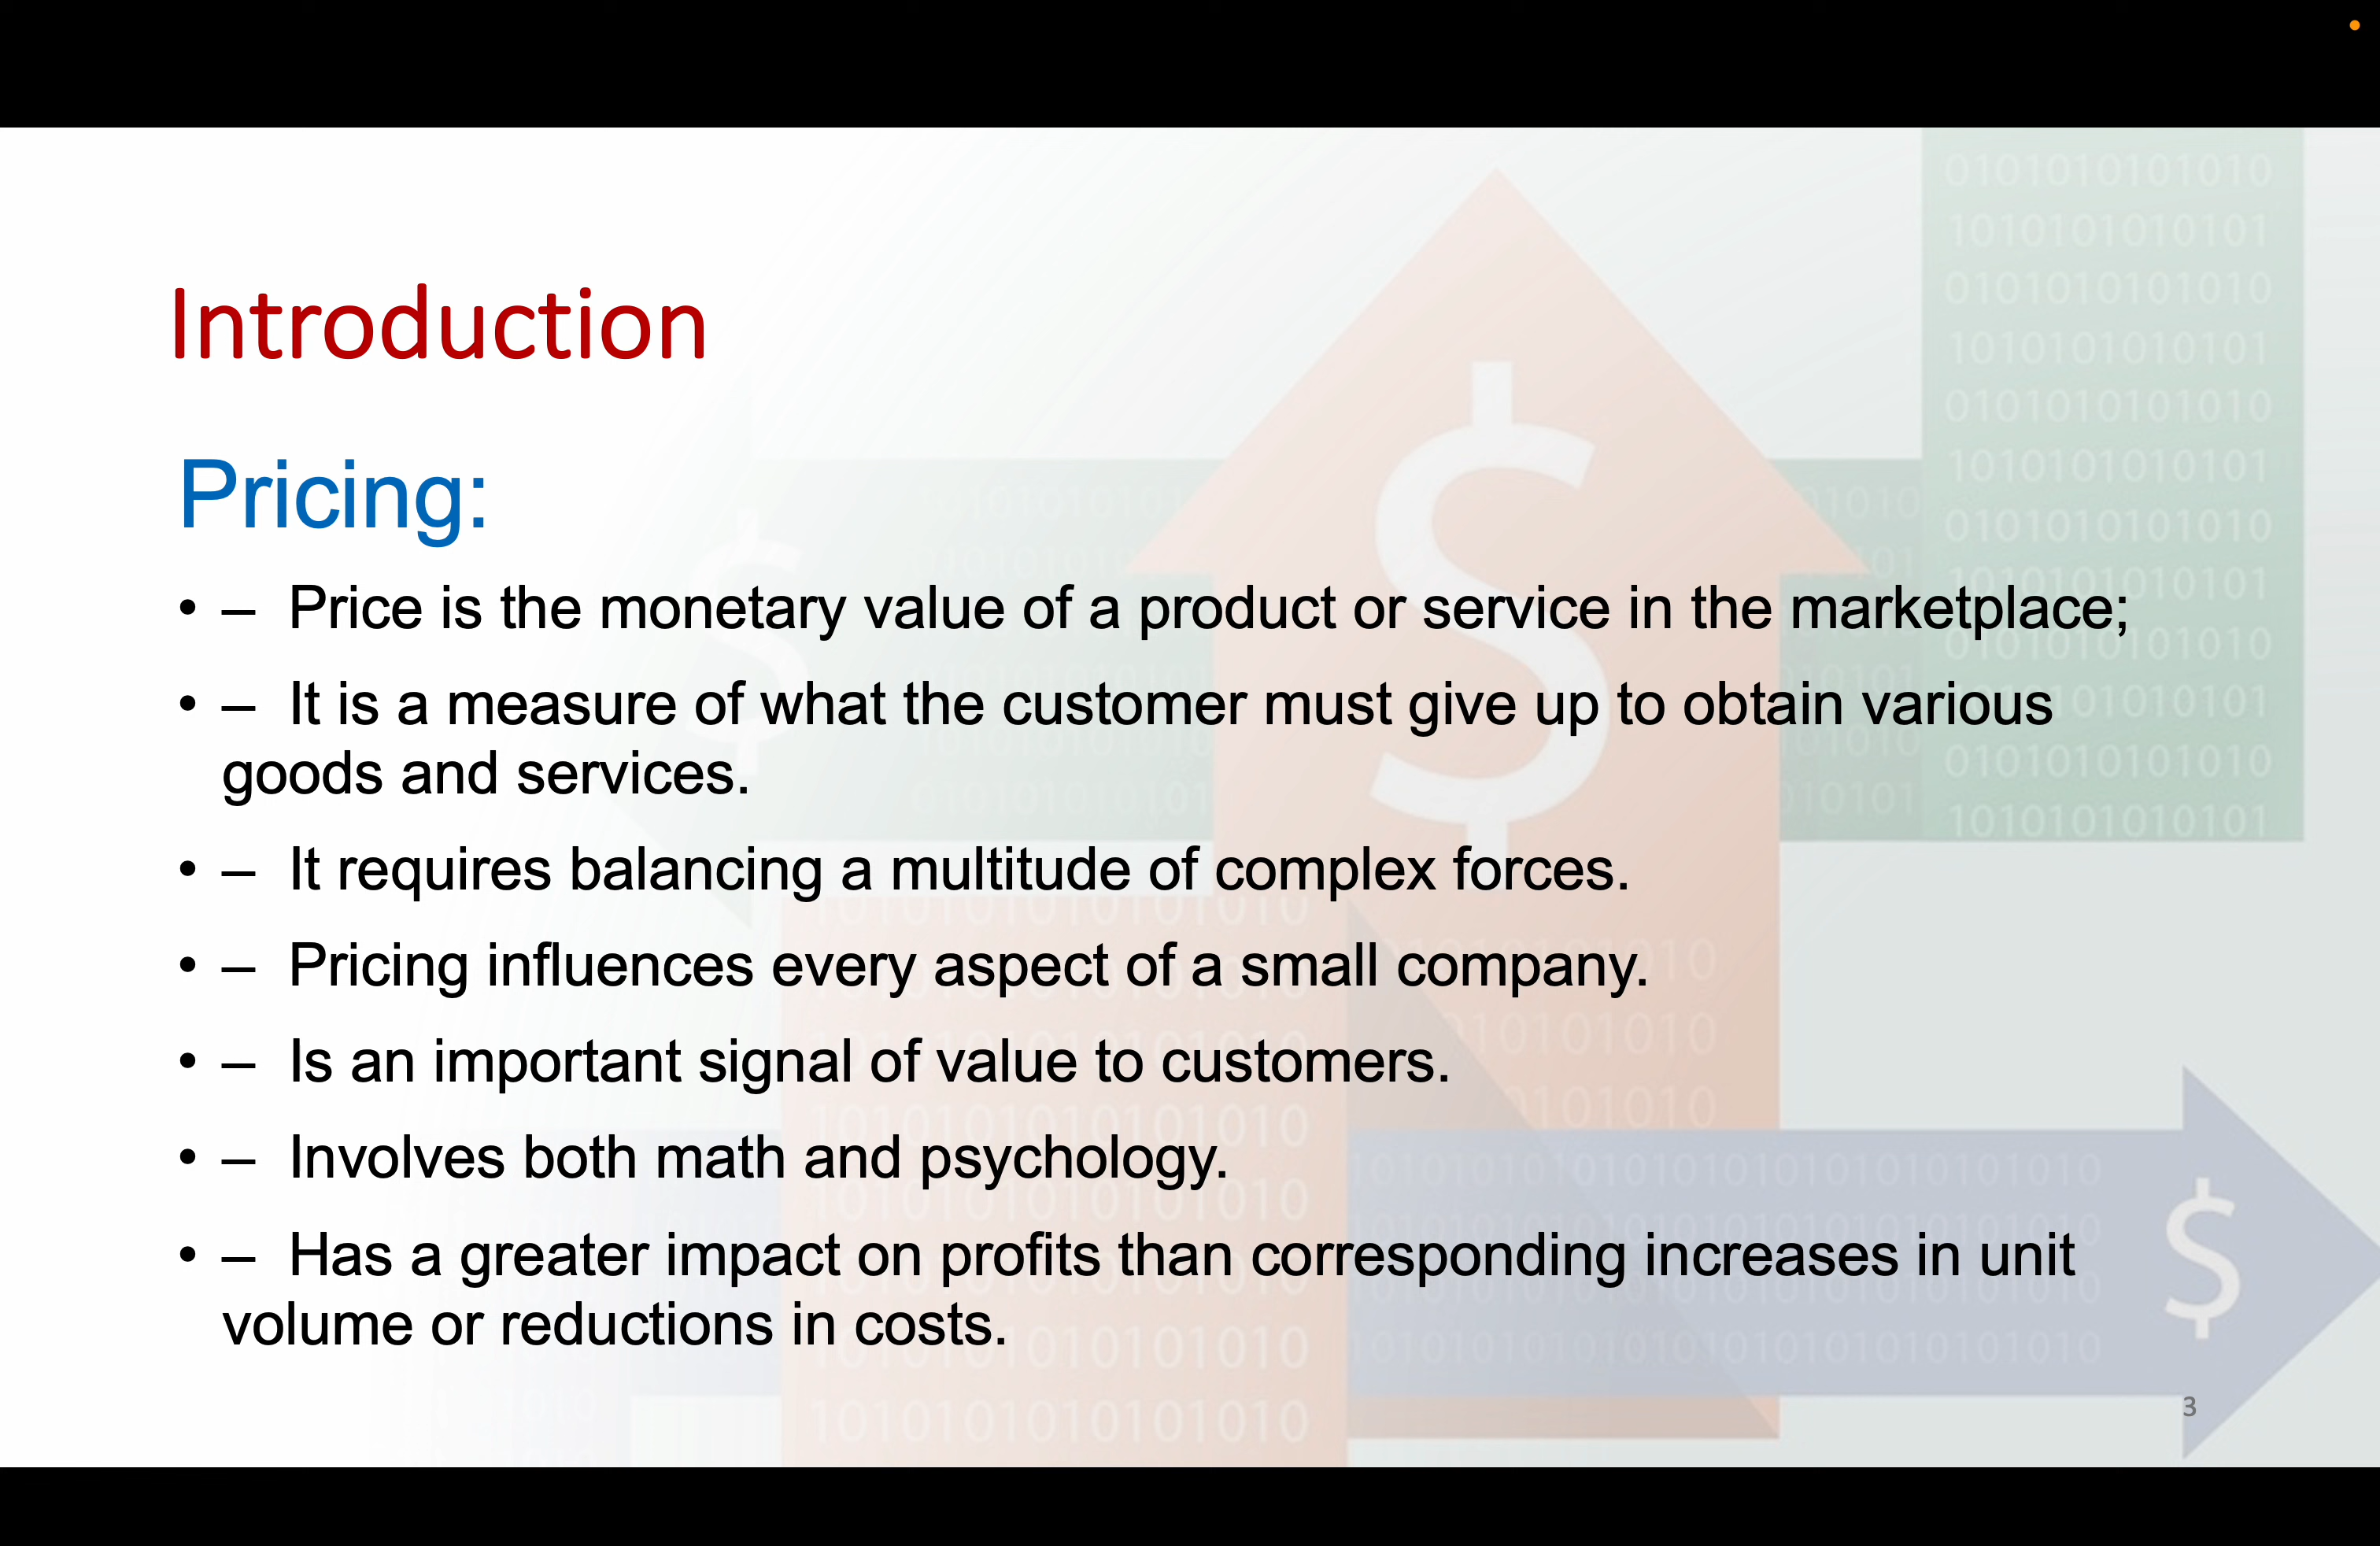 Introduction
Pricing:
• – Price is the monetary value of a product or service in the marketplace;
• – It is a measure of what the customer must give up to obtain various
goods and services.
• – It requires balancing a multitude of complex forces.
• – Pricing influences every aspect of a small company.
• – Is an important signal of value to customers.
• – Involves both math and psychology.
• – Has a greater impact on profits than corresponding increases in unit
volume or reductions in costs.
3